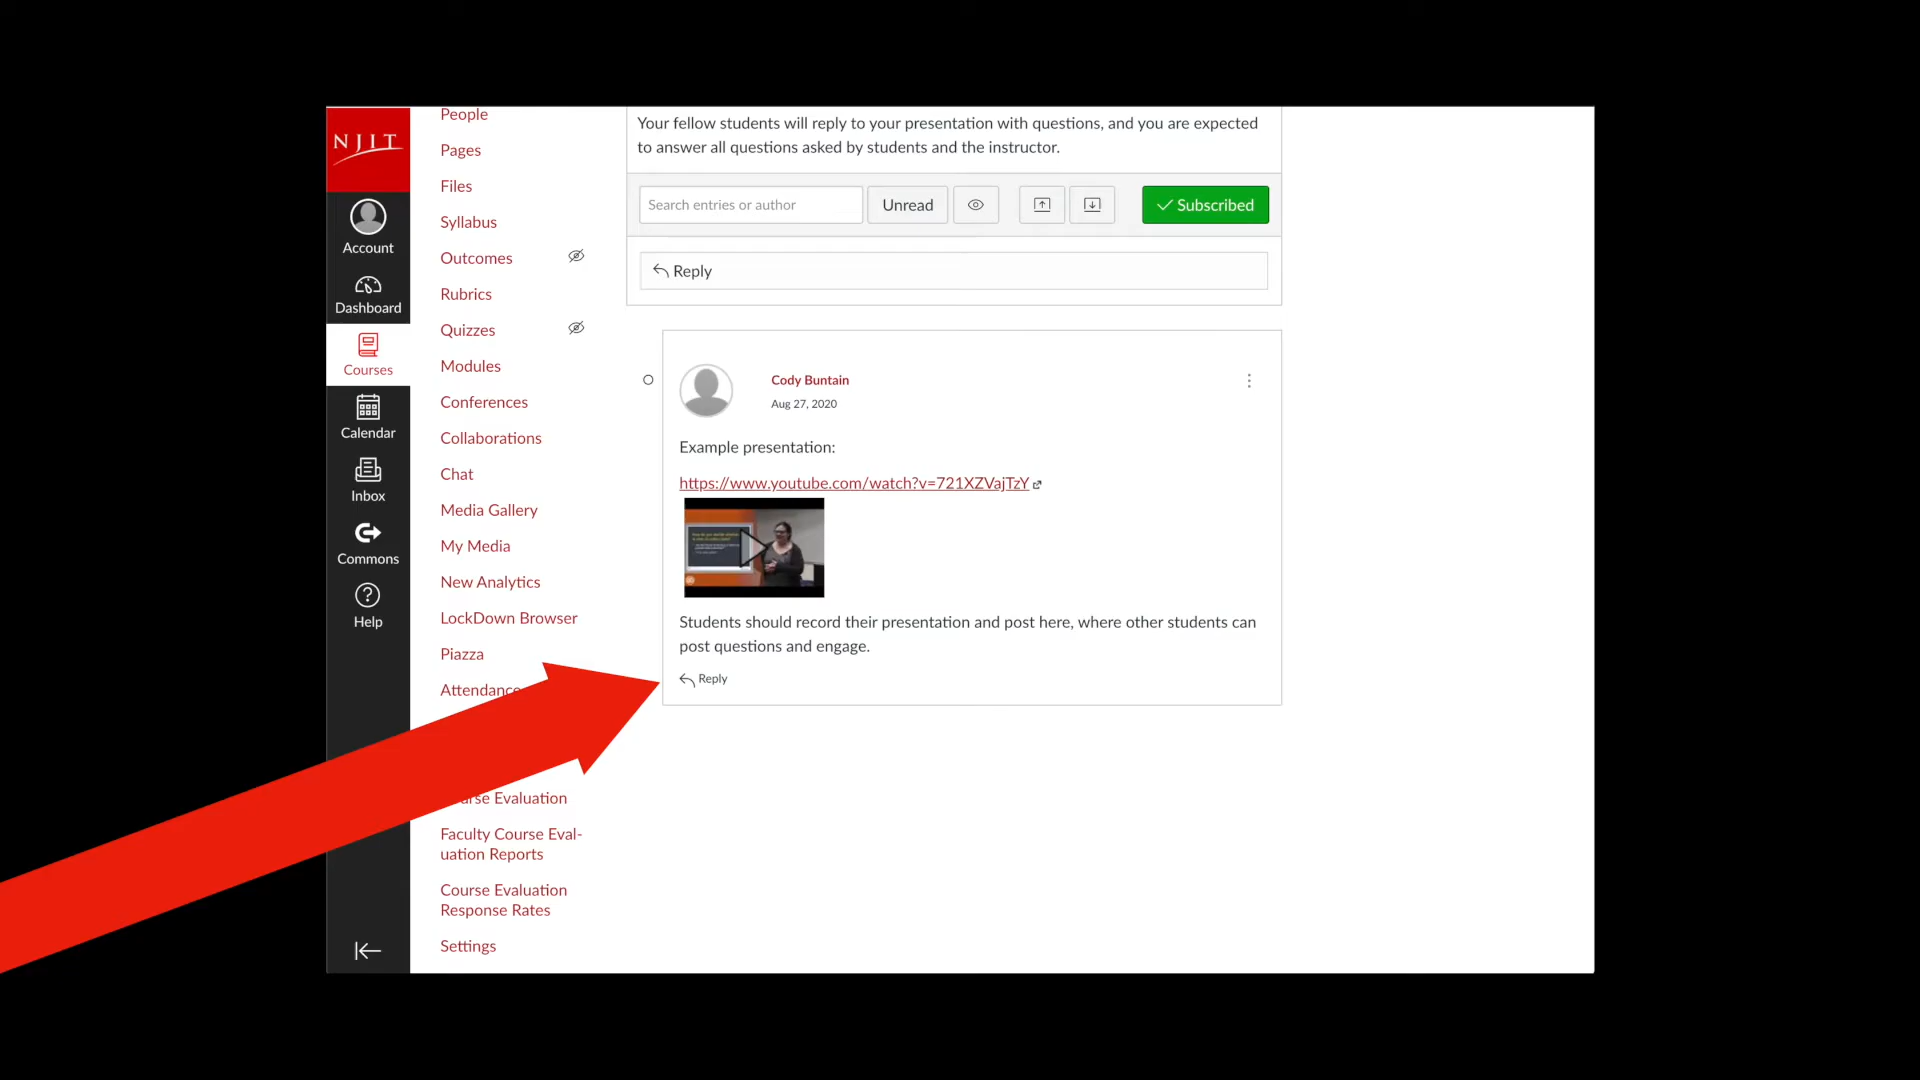 NJIT
Account
Dashboard
Courses
Calendar
Inbox
Commons
Help
People
Pages
Files
Syllabus
Outcomes
Rubrics
Quizzes
Modules
Conferences
Collaborations
Chat
Media Gallery
My Media
New Analytics
LockDown Browser
Piazza
Attendance
Course Evaluation
Faculty Course Eval-
uation Reports
Course Evaluation
Response Rates
Settings
Your fellow students will reply to your presentation with questions, and you are expected
to answer all questions asked by students and the instructor.
Search entries or author
Unread
Subscribed
Reply
Cody Buntain
Aug 27, 2020
Example presentation:
https://www.youtube.com/watch?v=721XZVajTzY
Students should record their presentation and post here, where other students can
post questions and engage.
Reply